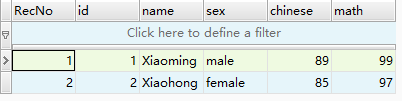 RecNo id name sex chinese math
Click here to define a filter
1 1 Xiaoming male 89 99
2 2 Xiaohong female 85 97